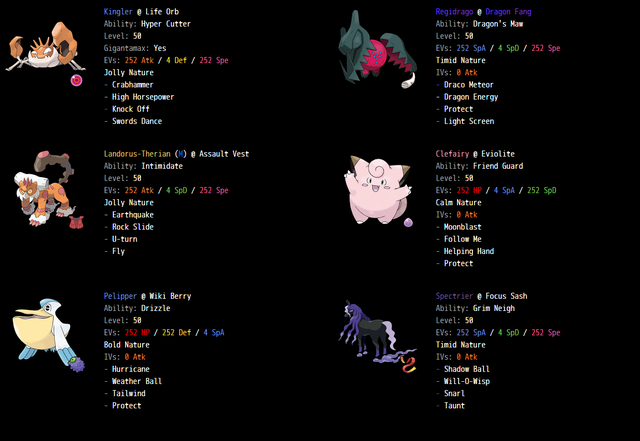 Kingler @ Life Orb
Ability: Hyper Cutter
Level: 50
Gigantamax: Yes
EVs: 252 Atk / 4 Def / 252 Spe
Jolly Nature
- Crabhammer
- High Horsepower
- Knock Off
- Swords Dance
Regidrago @ Dragon Fang
Ability: Dragon's Maw
Level: 50
EVs: 252 SpA / 4 SpD / 252 Spe
Timid Nature
IVs: 0 Atk
- Draco Meteor
- Dragon Energy
- Protect
- Light Screen
Landorus-Therian (M) @ Assault Vest
Ability: Intimidate
Level: 50
EVs: 252 Atk / 4 SpD / 252 Spe
Jolly Nature
- Earthquake
- Rock Slide
- U-turn
- Fly
Clefairy @ Eviolite
Ability: Friend Guard
Level: 50
EVs: 252 HP / 4 SpA / 252 SpD
Calm Nature
IVs: 0 Atk
- Moonblast
- Follow Me
- Helping Hand
- Protect
Pelipper @ Wiki Berry
Ability: Drizzle
Level: 50
EVs: 252 HP / 252 Def / 4 SpA
Bold Nature
IVs: 0 Atk
- Hurricane
- Weather Ball
- Tailwind
- Protect
Spectrier @ Focus Sash
Ability: Grim Neigh
Level: 50
EVs: 252 SpA / 4 SpD / 252 Spe
Timid Nature
IVs: 0 Atk
- Shadow Ball
- Will-O-Wisp
- Snarl
- Taunt